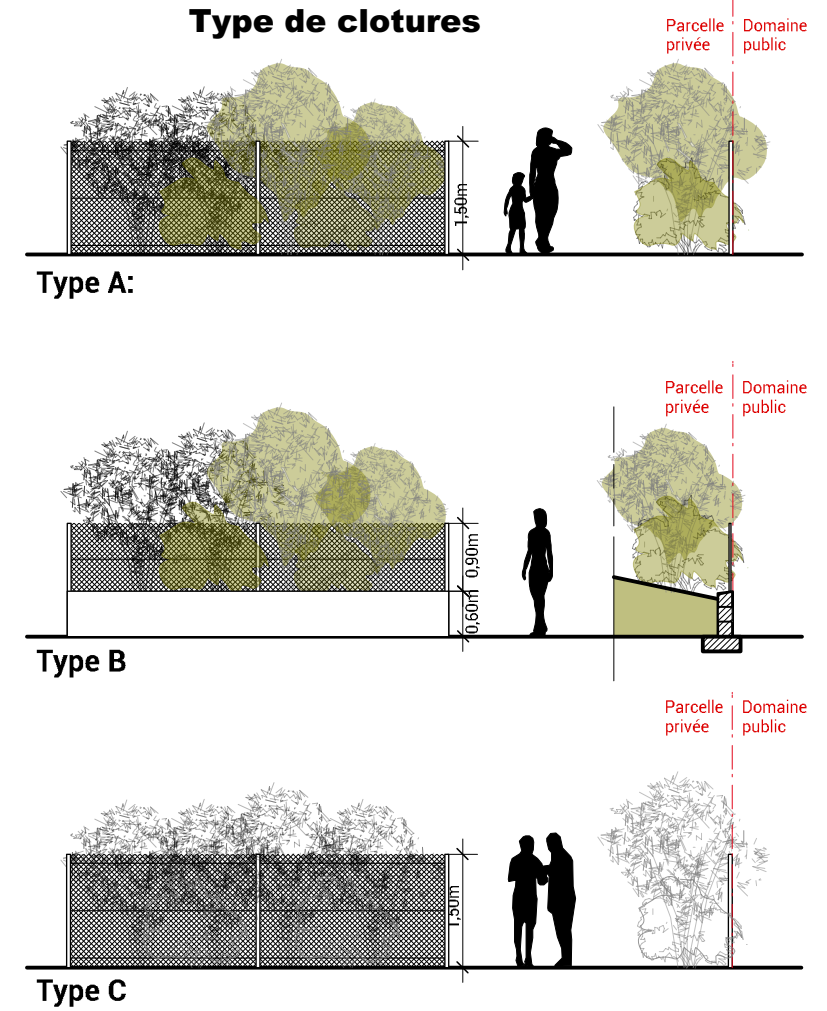 Type de clotures
Parcelle privée
Domaine public
1,50m
Type A:
Parcelle privée
Domaine public
0,90m
0,60m
Type B
Parcelle privée
Domaine public
1,50m
Type C